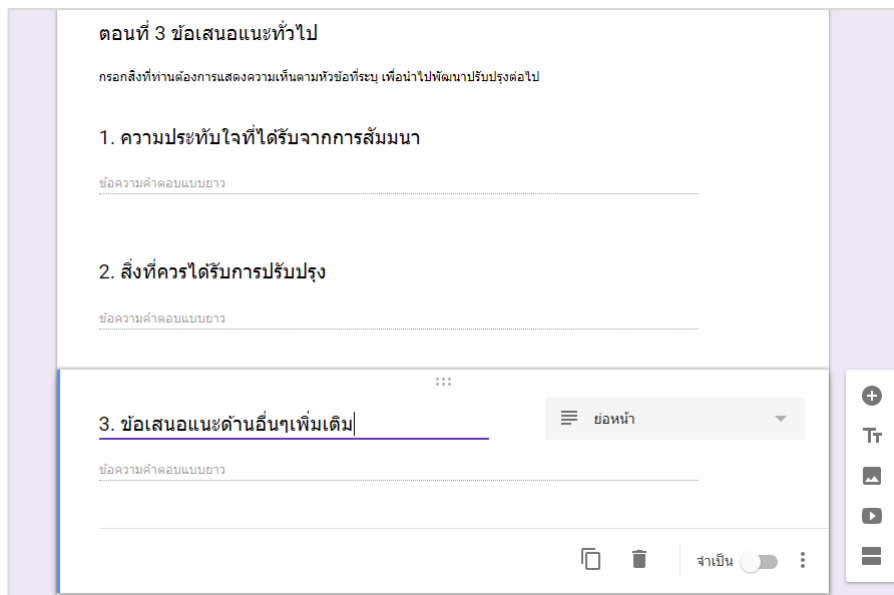 ตอนที่ 3 ข้อเสนอแนะทั่วไป
กรอกสิ่งที่ท่านต้องการแสดงความเห็นตามหัวข้อที่ระบุ เพื่อนำไปพัฒนาปรับปรุงต่อไป
1. ความประทับใจที่ได้รับจากการสัมมนา
ข้อความคำตอบแบบยาว
2. สิ่งที่ควรได้รับการปรับปรุง
ข้อความคำตอบแบบยาว
3. ข้อเสนอแนะด้านอื่นๆเพิ่มเติม
ย่อหน้า
ข้อความคำตอบแบบยาว
จำเป็น